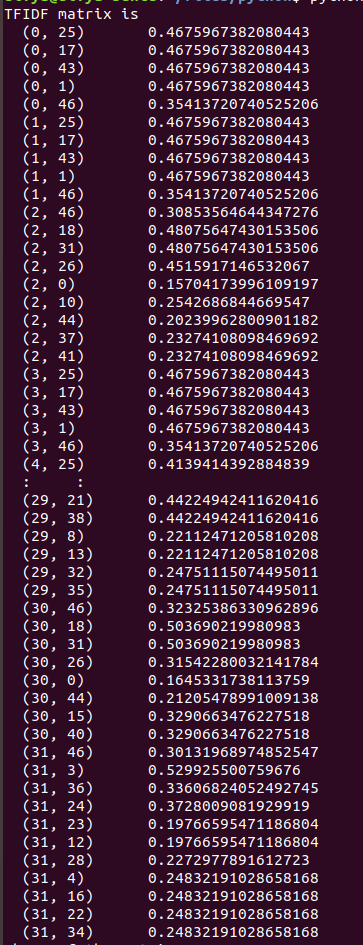 TFIDF matrix is
(0, 25) 0.4675967382080443
(0, 17) 0.4675967382080443
(0, 43) 0.4675967382080443
(0, 1) 0.4675967382080443
(0, 46) 0.35413720740525206
(1, 25) 0.4675967382080443
(1, 17) 0.4675967382080443
(1, 43) 0.4675967382080443
(1, 1) 0.4675967382080443
(1, 46) 0.35413720740525206
(2, 46) 0.30853564644347276
(2, 18) 0.48075647430153506
(2, 31) 0.48075647430153506
(2, 26) 0.4515917146532067
(2, 0) 0.15704173996109197
(2, 10) 0.2542686844669547
(2, 44) 0.20239962800901182
(2, 37) 0.23274108098469692
(2, 41) 0.23274108098469692
(3, 25) 0.4675967382080443
(3, 17) 0.4675967382080443
(3, 43) 0.4675967382080443
(3, 1) 0.4675967382080443
(3, 46) 0.35413720740525206
(4, 25) 0.4139414392884839
: :
(29, 21) 0.44224942411620416
(29, 38) 0.44224942411620416
(29, 8) 0.22112471205810208
(29, 13) 0.22112471205810208
(29, 32) 0.24751115074495011
(29, 35) 0.24751115074495011
(30, 46) 0.32325386330962896
(30, 18) 0.503690219980983
(30, 31) 0.503690219980983
(30, 26) 0.31542280032141784
(30, 0) 0.1645331738113759
(30, 44) 0.21205478991009138
(30, 15) 0.3290663476227518
(30, 40) 0.3290663476227518
(31, 46) 0.30131968974852547
(31, 3) 0.529925500759676
(31, 36) 0.33606824052492745
(31, 24) 0.3728009081929919
(31, 23) 0.19766595471186804
(31, 12) 0.19766595471186804
(31, 28) 0.2272977891612723
(31, 4) 0.24832191028658168
(31, 16) 0.24832191028658168
(31, 22) 0.24832191028658168
(31, 34) 0.24832191028658168